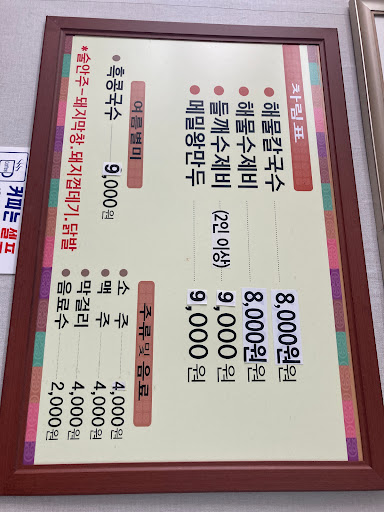 차림표
해물칼국수 8,000원
해물수제비 8,000원
들깨수제비 (2인 이상) 9,000원
메밀왕만두 9,000원
여름별미
흑콩국수 9,000원
주류 및 음료
소 주 4,000원
맥 주 4,000원
막걸리 4,000원
음료수 2,000원
*술안주-돼지막창.돼지껍데기.닭발
커피는 셀프